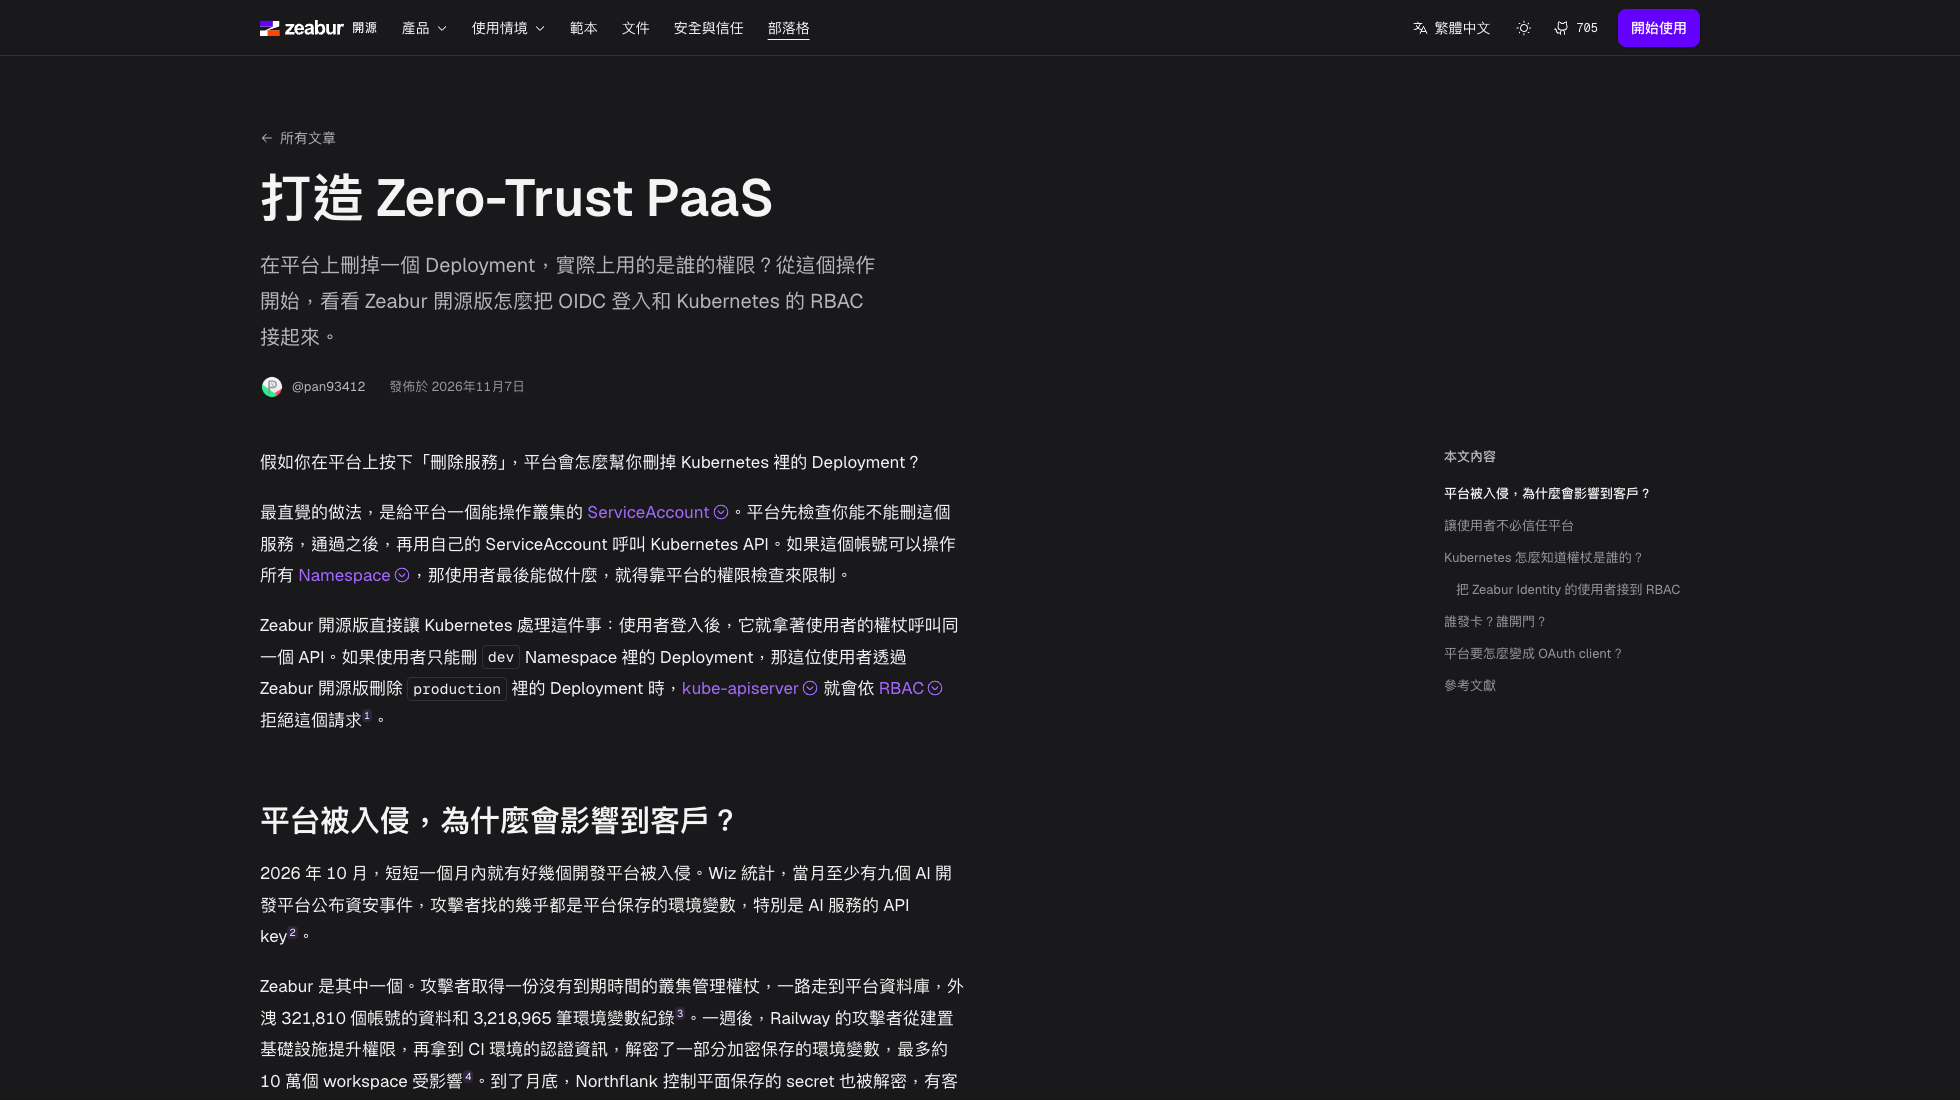 zeabur 開源 產品 使用情境 範本 文件 安全與信任 部落格 繁體中文 705 開始使用
← 所有文章
打造 Zero-Trust PaaS
在平台上刪掉一個 Deployment，實際上用的是誰的權限？從這個操作
開始，看看 Zeabur 開源版怎麼把 OIDC 登入和 Kubernetes 的 RBAC
接起來。
@pan93412 發佈於 2026年11月7日
假如你在平台上按下「刪除服務」，平台會怎麼幫你刪掉 Kubernetes 裡的 Deployment？
最直覺的做法，是給平台一個能操作叢集的 ServiceAccount。平台先檢查你能不能刪這個
服務，通過之後，再用自己的 ServiceAccount 呼叫 Kubernetes API。如果這個帳號可以操作
所有 Namespace，那使用者最後能做什麼，就得靠平台的權限檢查來限制。
Zeabur 開源版直接讓 Kubernetes 處理這件事：使用者登入後，它就拿著使用者的權杖呼叫同
一個 API。如果使用者只能刪 dev Namespace 裡的 Deployment，那這位使用者透過
Zeabur 開源版刪除 production 裡的 Deployment 時，kube-apiserver 就會依 RBAC
拒絕這個請求1。
平台被入侵，為什麼會影響到客戶？
2026 年 10 月，短短一個月內就有好幾個開發平台被入侵。Wiz 統計，當月至少有九個 AI 開
發平台公布資安事件，攻擊者找的幾乎都是平台保存的環境變數，特別是 AI 服務的 API
key2。
Zeabur 是其中一個。攻擊者取得一份沒有到期時間的叢集管理權杖，一路走到平台資料庫，外
洩 321,810 個帳號的資料和 3,218,965 筆環境變數紀錄3。一週後，Railway 的攻擊者從建置
基礎設施提升權限，再拿到 CI 環境的認證資訊，解密了一部分加密保存的環境變數，最多約
10 萬個 workspace 受影響4。到了月底，Northflank 控制平面保存的 secret 也被解密，有客
本文內容
平台被入侵，為什麼會影響到客戶？
讓使用者不必信任平台
Kubernetes 怎麼知道權杖是誰的？
把 Zeabur Identity 的使用者接到 RBAC
誰發卡？誰開門？
平台要怎麼變成 OAuth client？
參考文獻